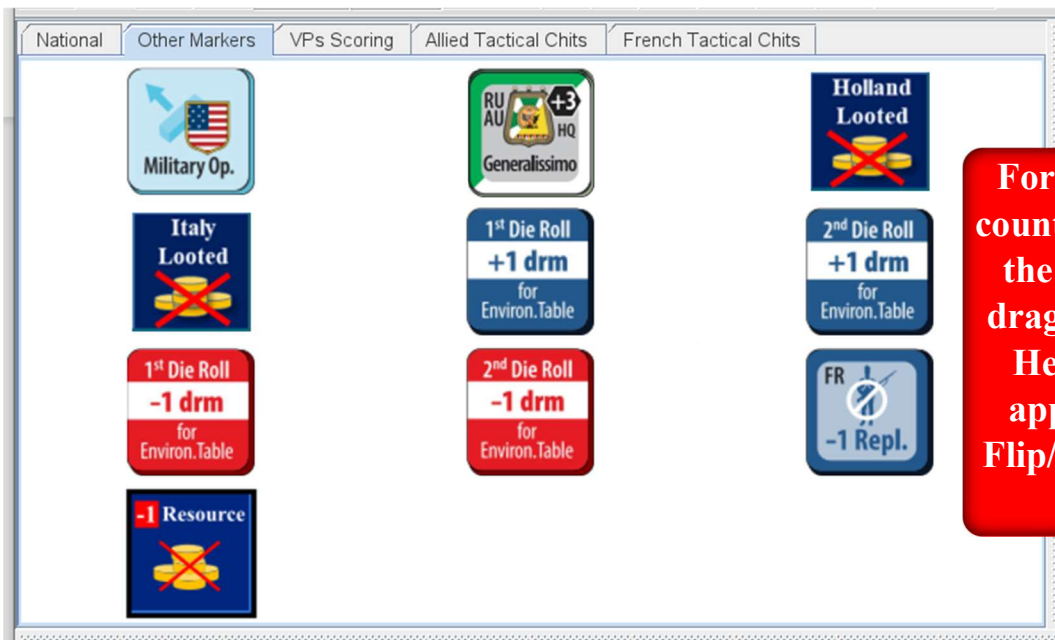 National Other Markers VPs Scoring Allied Tactical Chits French Tactical Chits
Military Op.
RU
AU
+3
HQ
Generalissimo
Holland
Looted
Italy
Looted
1st Die Roll
+1 drm
for
Environ.Table
2nd Die Roll
+1 drm
for
Environ.Table
1st Die Roll
-1 drm
for
Environ.Table
2nd Die Roll
-1 drm
for
Environ.Table
FR
-1 Repl.
-1 Resource
For
count
the
drag
He
app
Flip/